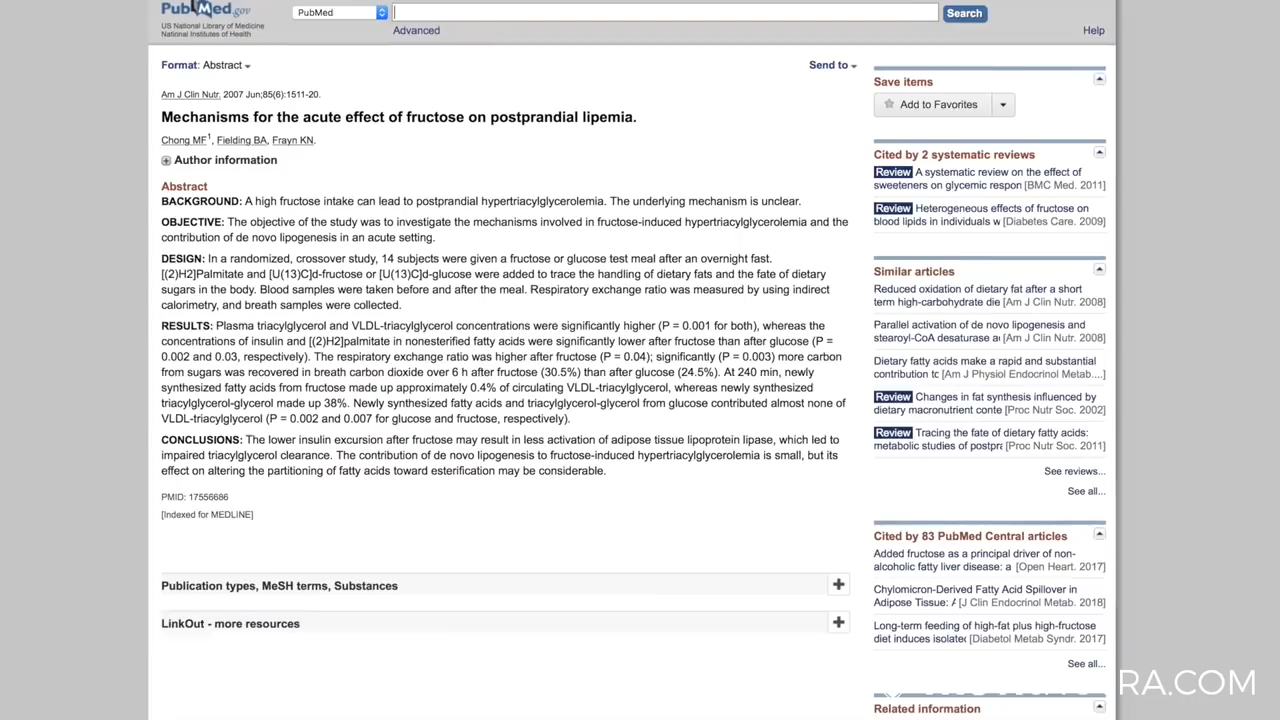 PubMed.gov
US National Library of Medicine
National Institutes of Health
PubMed
Search
Advanced
Help
Format: Abstract
Send to
Am J Clin Nutr. 2007 Jun;85(6):1511-20.
Mechanisms for the acute effect of fructose on postprandial lipemia.
Chong MF1, Fielding BA, Frayn KN.
Author information
Abstract
BACKGROUND: A high fructose intake can lead to postprandial hypertriacylglycerolemia. The underlying mechanism is unclear.
OBJECTIVE: The objective of the study was to investigate the mechanisms involved in fructose-induced hypertriacylglycerolemia and the
contribution of de novo lipogenesis in an acute setting.
DESIGN: In a randomized, crossover study, 14 subjects were given a fructose or glucose test meal after an overnight fast.
[(2)H2]Palmitate and [U(13)C]d-fructose or [U(13)C]d-glucose were added to trace the handling of dietary fats and the fate of dietary
sugars in the body. Blood samples were taken before and after the meal. Respiratory exchange ratio was measured by using indirect
calorimetry, and breath samples were collected.
RESULTS: Plasma triacylglycerol and VLDL-triacylglycerol concentrations were significantly higher (P = 0.001 for both), whereas the
concentrations of insulin and [(2)H2]palmitate in nonesterified fatty acids were significantly lower after fructose than after glucose (P =
0.002 and 0.03, respectively). The respiratory exchange ratio was higher after fructose (P = 0.04); significantly (P = 0.003) more carbon
from sugars was recovered in breath carbon dioxide over 6 h after fructose (30.5%) than after glucose (24.5%). At 240 min, newly
synthesized fatty acids from fructose made up approximately 0.4% of circulating VLDL-triacylglycerol, whereas newly synthesized
triacylglycerol-glycerol made up 38%. Newly synthesized fatty acids and triacylglycerol-glycerol from glucose contributed almost none of
VLDL-triacylglycerol (P = 0.002 and 0.007 for glucose and fructose, respectively).
CONCLUSIONS: The lower insulin excursion after fructose may result in less activation of adipose tissue lipoprotein lipase, which led to
impaired triacylglycerol clearance. The contribution of de novo lipogenesis to fructose-induced hypertriacylglycerolemia is small, but its
effect on altering the partitioning of fatty acids toward esterification may be considerable.
PMID: 17556686
[Indexed for MEDLINE]
Publication types, MeSH terms, Substances
LinkOut - more resources
Save items
Add to Favorites
Cited by 2 systematic reviews
Review A systematic review on the effect of
sweeteners on glycemic respon [BMC Med. 2011]
Review Heterogeneous effects of fructose on
blood lipids in individuals w [Diabetes Care. 2009]
Similar articles
Reduced oxidation of dietary fat after a short
term high-carbohydrate die [Am J Clin Nutr. 2008]
Parallel activation of de novo lipogenesis and
stearoyl-CoA desaturase a [Am J Clin Nutr. 2008]
Dietary fatty acids make a rapid and substantial
contribution tc [Am J Physiol Endocrinol Metab....]
Review Changes in fat synthesis influenced by
dietary macronutrient conte [Proc Nutr Soc. 2002]
Review Tracing the fate of dietary fatty acids:
metabolic studies of postpra [Proc Nutr Soc. 2011]
See reviews...
See all...
Cited by 83 PubMed Central articles
Added fructose as a principal driver of non-
alcoholic fatty liver disease: a [Open Heart. 2017]
Chylomicron-Derived Fatty Acid Spillover in
Adipose Tissue: A [J Clin Endocrinol Metab. 2018]
Long-term feeding of high-fat plus high-fructose
diet induces isolated [Diabetol Metab Syndr. 2017]
See all...
Related information
RA.COM